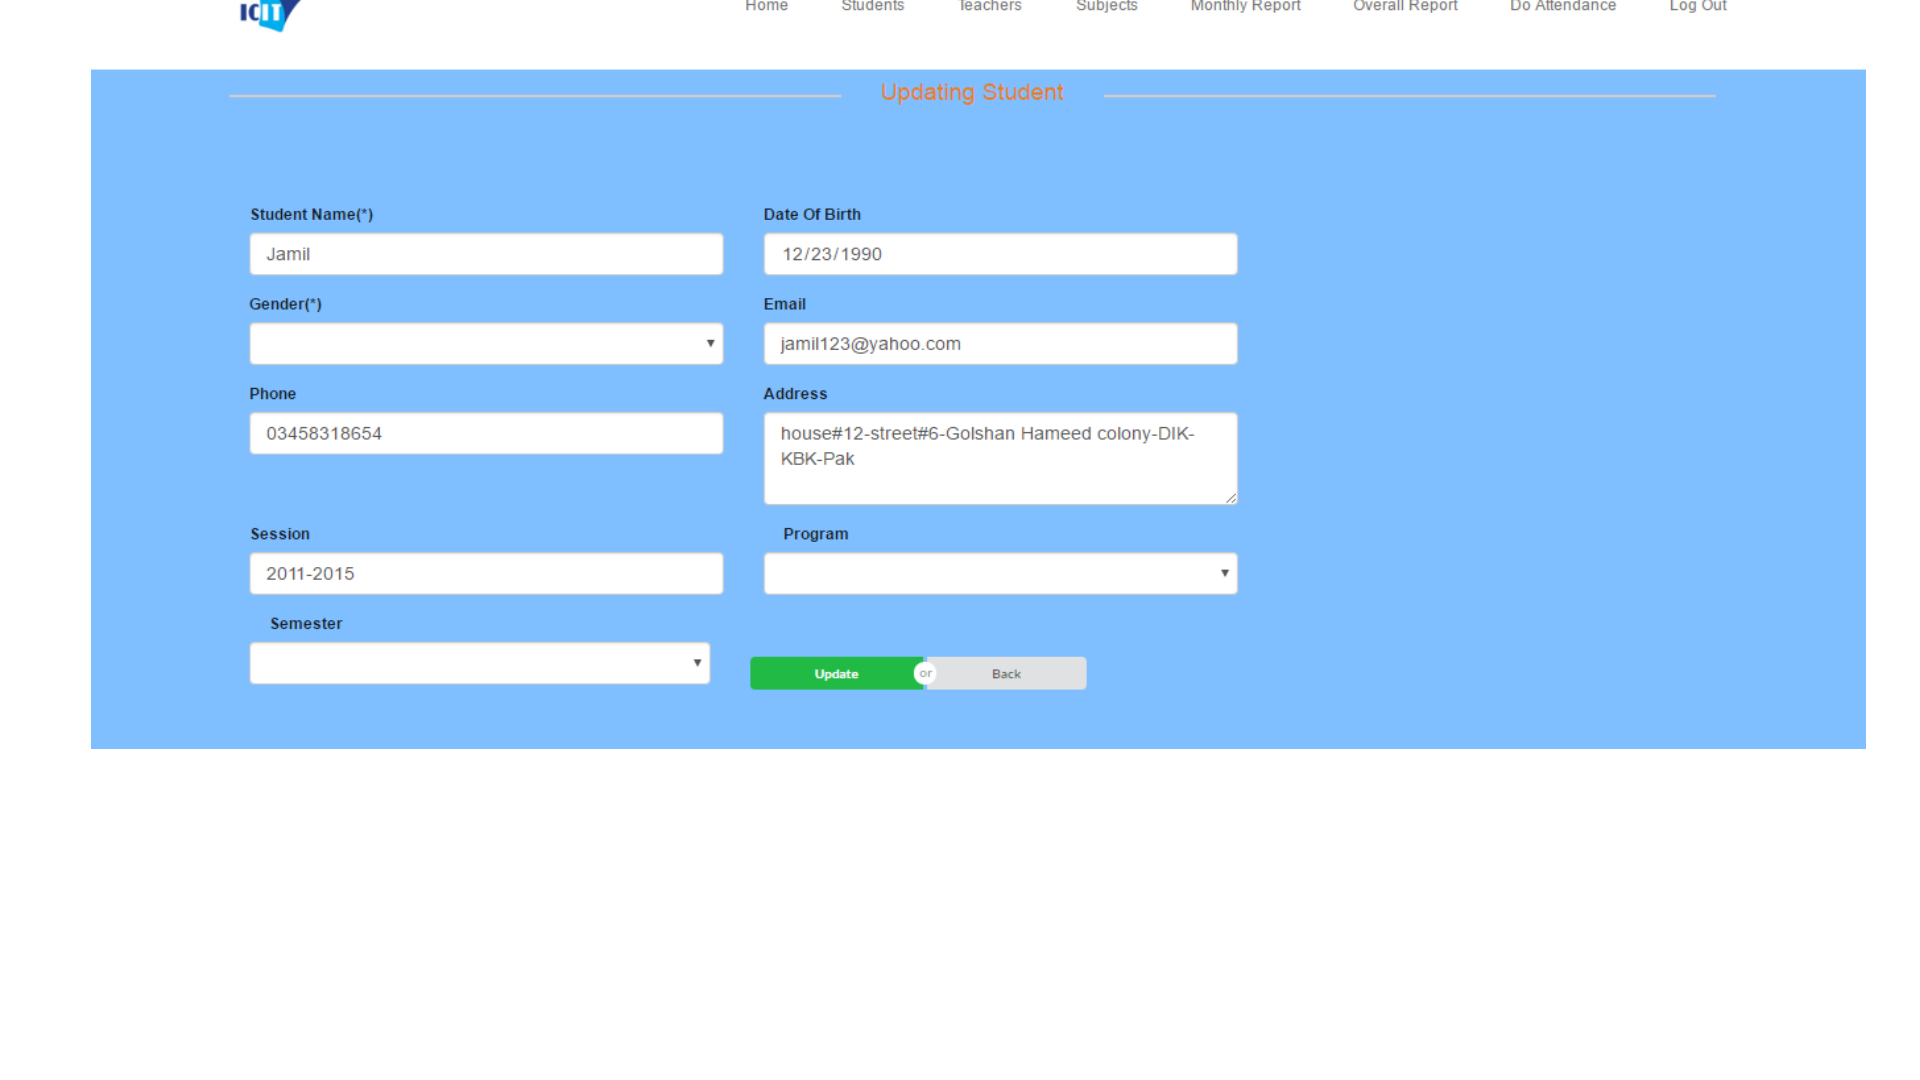 ICIT
Home Students Teachers Subjects Monthly Report Overall Report Do Attendance Log Out
Updating Student
Student Name(*) Date Of Birth
Jamil 12/23/1990
Gender(*) Email
jamil123@yahoo.com
Phone Address
03458318654 house#12-street#6-Golshan Hameed colony-DIK-
KBK-Pak
Session Program
2011-2015
Semester
Update or Back